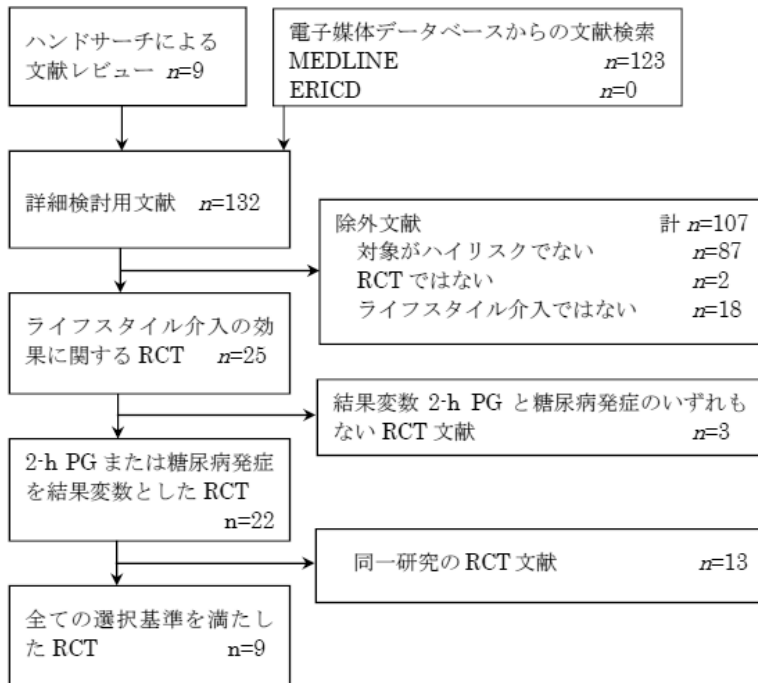 ハンドサーチによる
文献レビュー n=9
電子媒体データベースからの文献検索
MEDLINE n=123
ERICD n=0
詳細検討用文献 n=132
除外文献 計 n=107
対象がハイリスクでない n=87
RCTではない n=2
ライフスタイル介入ではない n=18
ライフスタイル介入の効
果に関する RCT n=25
結果変数 2-h PG と糖尿病発症のいずれも
ない RCT 文献 n=3
2-h PG または糖尿病発症
を結果変数とした RCT
n=22
同一研究の RCT 文献 n=13
全ての選択基準を満たし
た RCT n=9